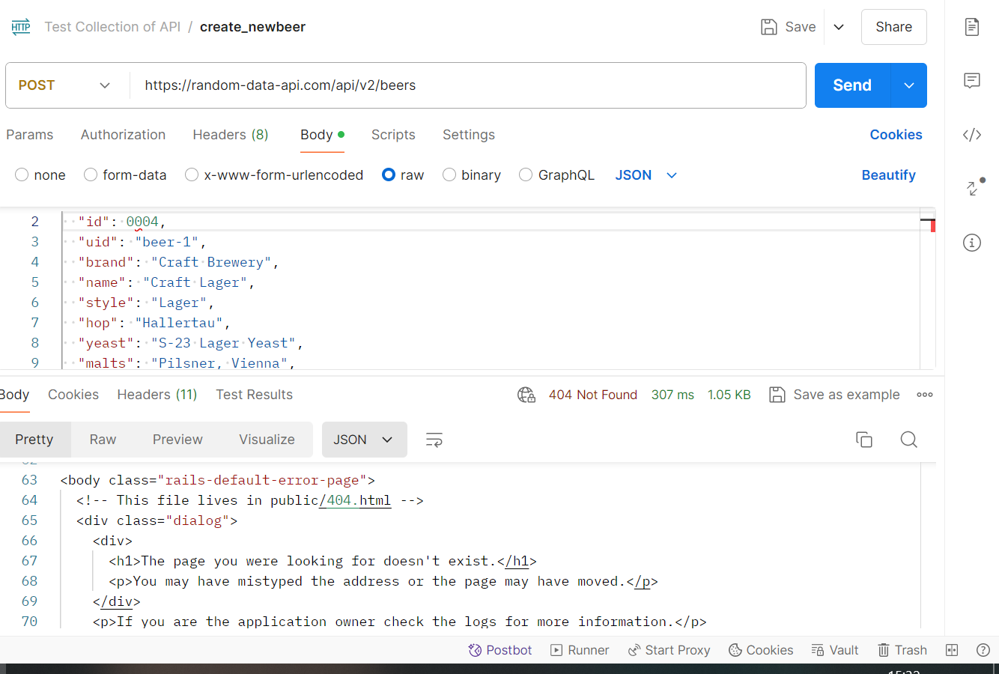 HTTP Test Collection of API / create_newbeer Save Share
POST https://random-data-api.com/api/v2/beers Send
Params Authorization Headers (8) Body Scripts Settings Cookies
none form-data x-www-form-urlencoded raw binary GraphQL JSON Beautify
2 "id": 0004,
3 "uid": "beer-1",
4 "brand": "Craft Brewery",
5 "name": "Craft Lager",
6 "style": "Lager",
7 "hop": "Hallertau",
8 "yeast": "S-23 Lager Yeast",
9 "malts": "Pilsner, Vienna",
Body Cookies Headers (11) Test Results 404 Not Found 307 ms 1.05 KB Save as example
Pretty Raw Preview Visualize JSON
62
63 <body class="rails-default-error-page">
64 <!-- This file lives in public/404.html -->
65 <div class="dialog">
66 <div>
67 <h1>The page you were looking for doesn't exist.</h1>
68 <p>You may have mistyped the address or the page may have moved.</p>
69 </div>
70 <p>If you are the application owner check the logs for more information.</p>
Postbot Runner Start Proxy Cookies Vault Trash